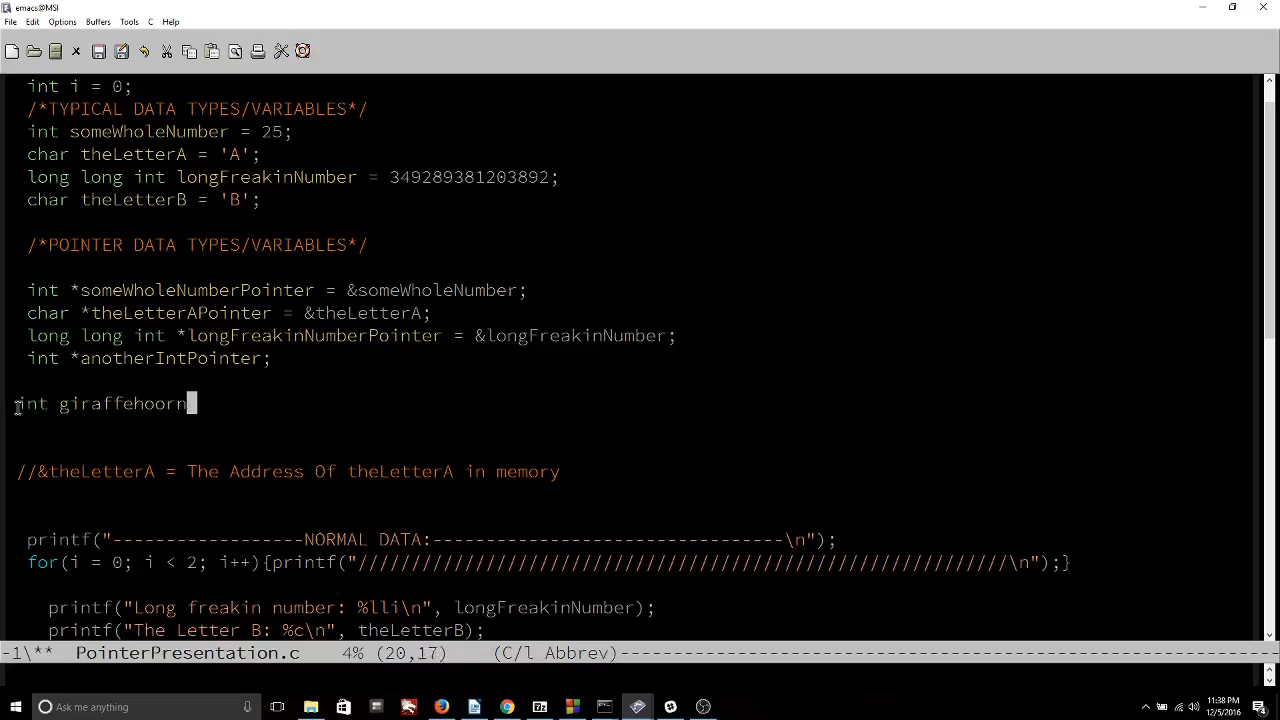 emacs@MSI
File Edit Options Buffers Tools C Help
int i = 0;
/*TYPICAL DATA TYPES/VARIABLES*/
int someWholeNumber = 25;
char theLetterA = 'A';
long long int longFreakinNumber = 349289381203892;
char theLetterB = 'B';
/*POINTER DATA TYPES/VARIABLES*/
int *someWholeNumberPointer = &someWholeNumber;
char *theLetterAPointer = &theLetterA;
long long int *longFreakinNumberPointer = &longFreakinNumber;
int *anotherIntPointer;
int giraffehoorn
//&theLetterA = The Address Of theLetterA in memory
printf("------------------NORMAL DATA:---------------------------------\n");
for(i = 0; i < 2; i++){printf("/////////////////////////////////////////////////////////////\n");}
printf("Long freakin number: %lli\n", longFreakinNumber);
printf("The Letter B: %c\n", theLetterB);
-1\** PointerPresentation.c 4% (20,17) (C/l Abbrev)------------------------------------------------------------
Ask me anything
11:38 PM
12/5/2016
4